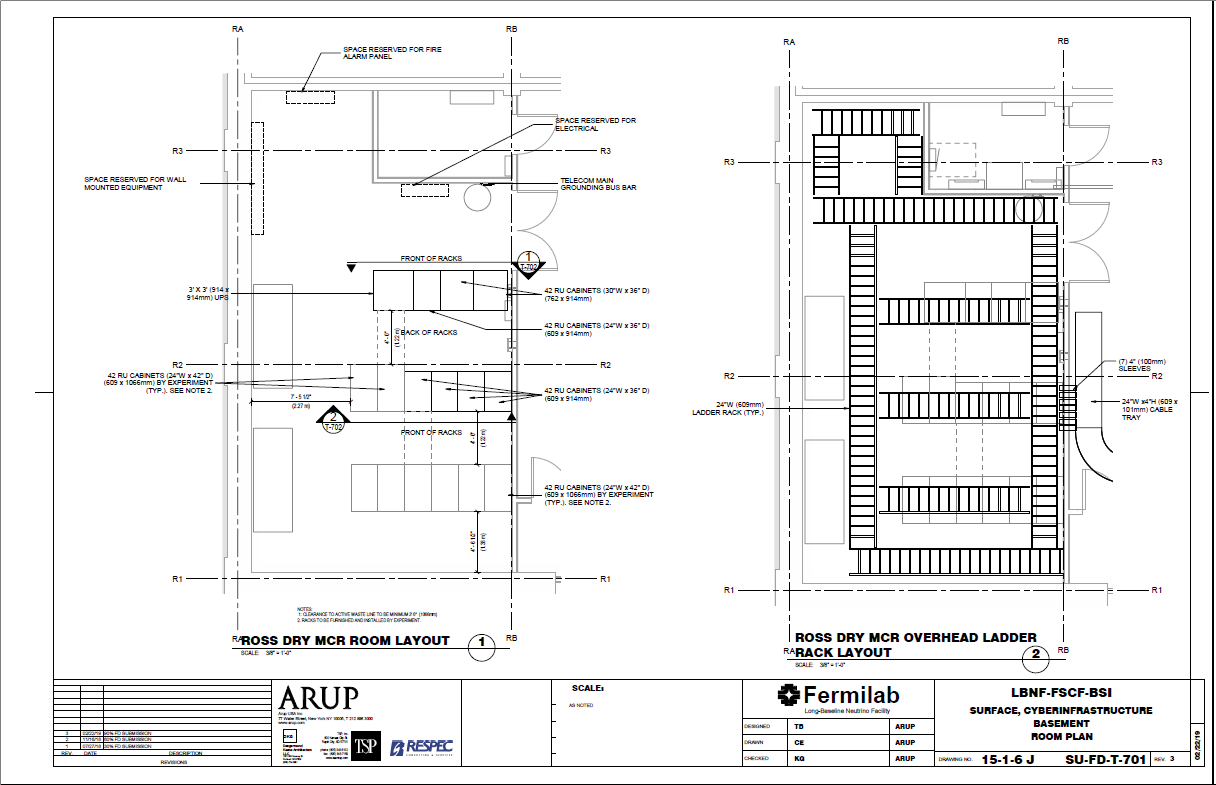 RA
RB
SPACE RESERVED FOR FIRE
ALARM PANEL
SPACE RESERVED FOR
ELECTRICAL
R3
R3
SPACE RESERVED FOR WALL
MOUNTED EQUIPMENT
TELECOM MAIN
GROUNDING BUS BAR
FRONT OF RACKS
1
T-702
3' X 3' (914 x
914mm) UPS
42 RU CABINETS (30"W x 36" D)
(762 x 914mm)
4' - 0"
(1.22 m)
BACK OF RACKS
42 RU CABINETS (24"W x 36" D)
(609 x 914mm)
R2
R2
42 RU CABINETS (24"W x 42" D)
(609 x 1066mm) BY EXPERIMENT
(TYP.). SEE NOTE 2.
42 RU CABINETS (24"W x 36" D)
(609 x 914mm)
7' - 5 1/2"
(2.27 m)
2
T-702
FRONT OF RACKS
4' - 0"
(1.22 m)
42 RU CABINETS (24"W x 42" D)
(609 x 1066mm) BY EXPERIMENT
(TYP.). SEE NOTE 2.
4' - 6 1/2"
R1
R1
NOTES:
1. CLEARANCE TO ACTIVE WASTE LINE TO BE MINIMUM
2. RACKS TO BE FURNISHED AND INSTALLED BY EXPERIMENT.
RA
RB
ROSS DRY MCR ROOM LAYOUT
1
SCALE: 3/8" = 1'-0"
RA
RB
R3
R3
(7) 4" (100mm)
SLEEVES
R2
R2
24"W (609mm)
LADDER RACK (TYP.)
24"W x4"H (609 x
101mm) CABLE
TRAY
R1
R1
RA
RB
ROSS DRY MCR OVERHEAD LADDER
RACK LAYOUT
2
SCALE: 3/8" = 1'-0"
3 02/22/19 90% FD SUBMISSION
2 11/16/18 60% FD SUBMISSION
1 07/27/18 30% FD SUBMISSION
REV. DATE DESCRIPTION
REVISIONS
ARUP
Arup USA Inc
77 Water Street, New York NY 10005, T 212 896 3000
www.arup.com
TSP
RESPEC
SCALE:
AS NOTED
Fermilab
Long-Baseline Neutrino Facility
DESIGNED TB ARUP
DRAWN CE ARUP
CHECKED KG ARUP
LBNF-FSCF-BSI
SURFACE, CYBERINFRASTRUCTURE
BASEMENT
ROOM PLAN
DRAWING NO. 15-1-6 J SU-FD-T-701 REV. 3
02/22/19